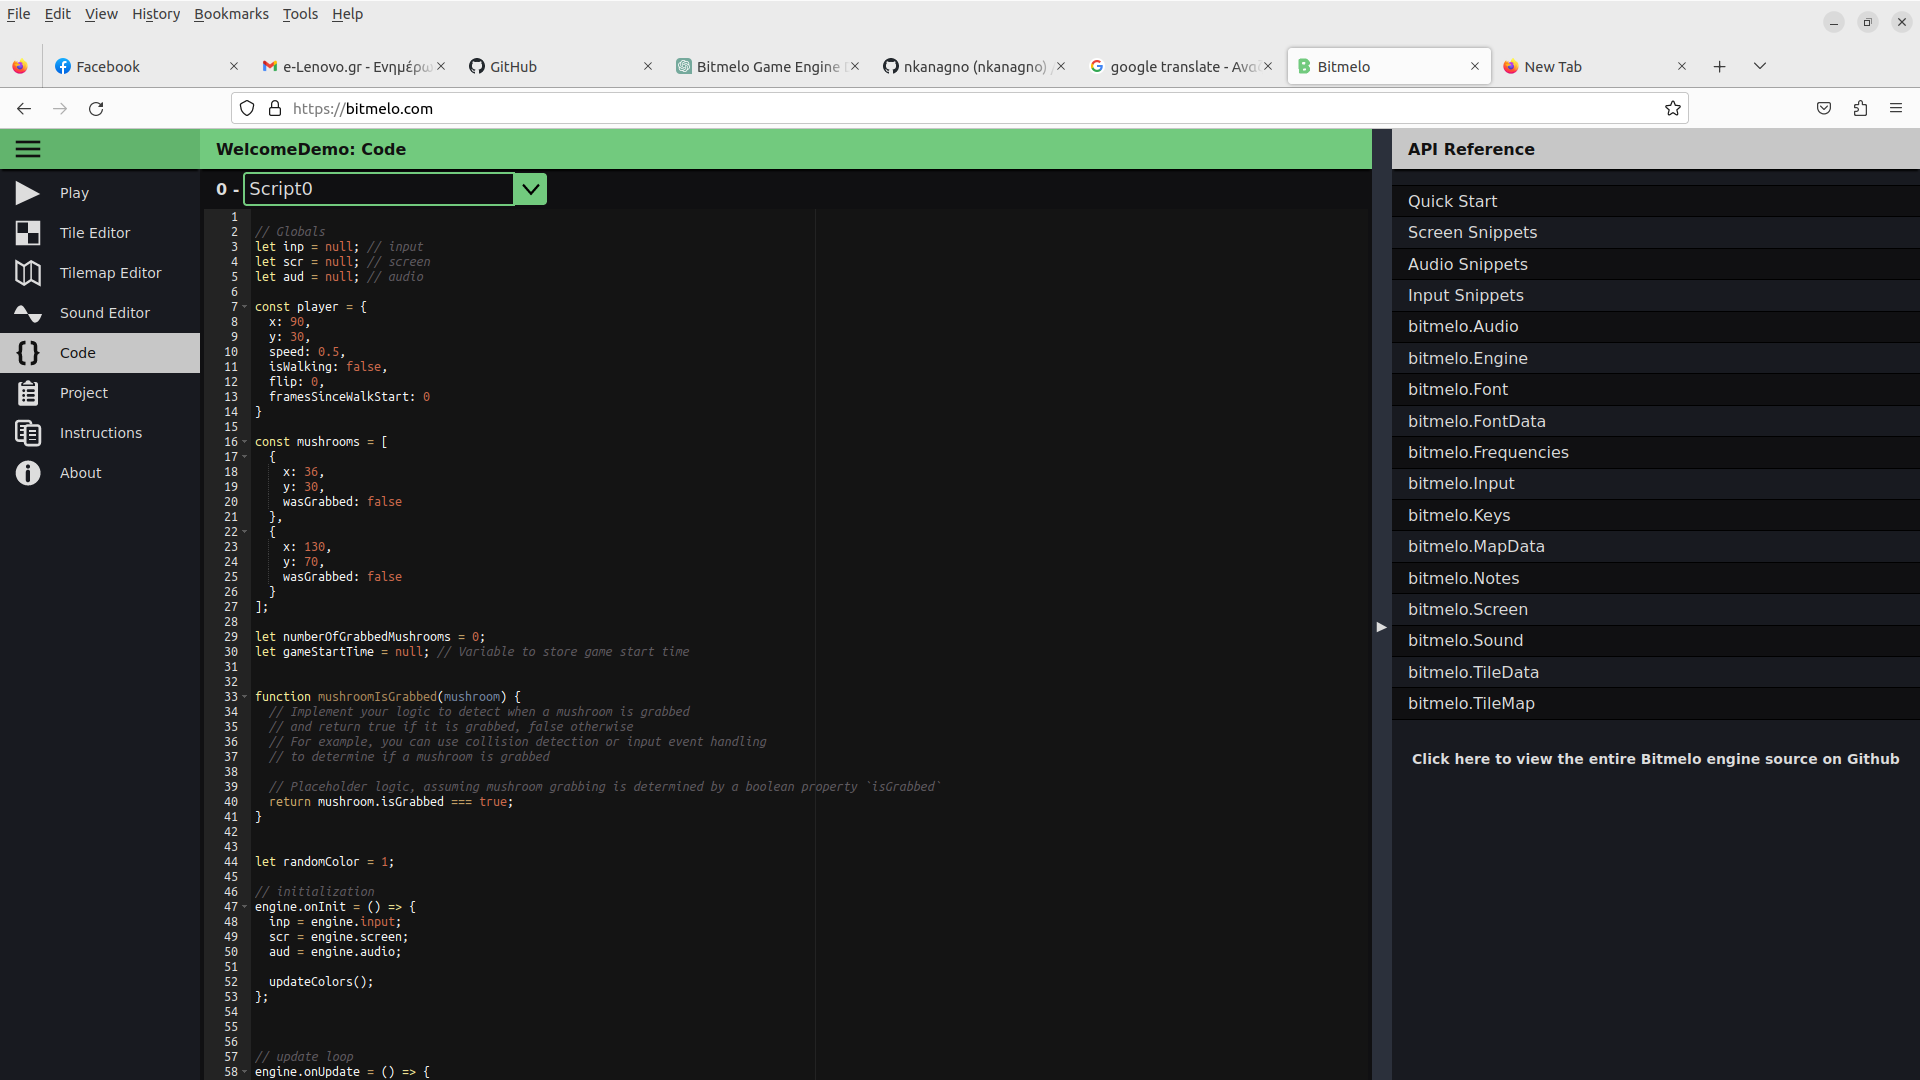 File Edit View History Bookmarks Tools Help
Facebook
e-Lenovo.gr - Ενημέρω
GitHub
Bitmelo Game Engine
nkanagno (nkanagno)
google translate - Ανα
Bitmelo
New Tab
https://bitmelo.com
WelcomeDemo: Code
API Reference
Play
Tile Editor
Tilemap Editor
Sound Editor
Code
Project
Instructions
About
0 - Script0
1
2 // Globals
3 let inp = null; // input
4 let scr = null; // screen
5 let aud = null; // audio
6
7 const player = {
8 x: 90,
9 y: 30,
10 speed: 0.5,
11 isWalking: false,
12 flip: 0,
13 framesSinceWalkStart: 0
14 }
15
16 const mushrooms = [
17 {
18 x: 36,
19 y: 30,
20 wasGrabbed: false
21 },
22 {
23 x: 130,
24 y: 70,
25 wasGrabbed: false
26 }
27 ];
28
29 let numberOfGrabbedMushrooms = 0;
30 let gameStartTime = null; // Variable to store game start time
31
32
33 function mushroomIsGrabbed(mushroom) {
34 // Implement your logic to detect when a mushroom is grabbed
35 // and return true if it is grabbed, false otherwise
36 // For example, you can use collision detection or input event handling
37 // to determine if a mushroom is grabbed
38
39 // Placeholder logic, assuming mushroom grabbing is determined by a boolean property `isGrabbed`
40 return mushroom.isGrabbed === true;
41 }
42
43
44 let randomColor = 1;
45
46 // initialization
47 engine.onInit = () => {
48 inp = engine.input;
49 scr = engine.screen;
50 aud = engine.audio;
51
52 updateColors();
53 };
54
55
56
57 // update loop
58 engine.onUpdate = () => {
Quick Start
Screen Snippets
Audio Snippets
Input Snippets
bitmelo.Audio
bitmelo.Engine
bitmelo.Font
bitmelo.FontData
bitmelo.Frequencies
bitmelo.Input
bitmelo.Keys
bitmelo.MapData
bitmelo.Notes
bitmelo.Screen
bitmelo.Sound
bitmelo.TileData
bitmelo.TileMap
Click here to view the entire Bitmelo engine source on Github